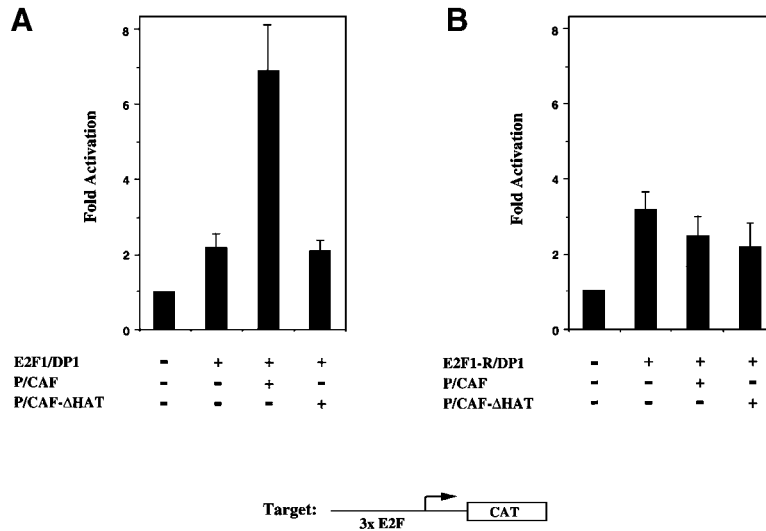 A
Fold Activation
8
6
4
2
0
E2F1/DP1 - + + +
P/CAF - - + -
P/CAF-ΔHAT - - - +
B
Fold Activation
8
6
4
2
0
E2F1-R/DP1 - + + +
P/CAF - - + -
P/CAF-ΔHAT - - - +
Target:
3x E2F
CAT